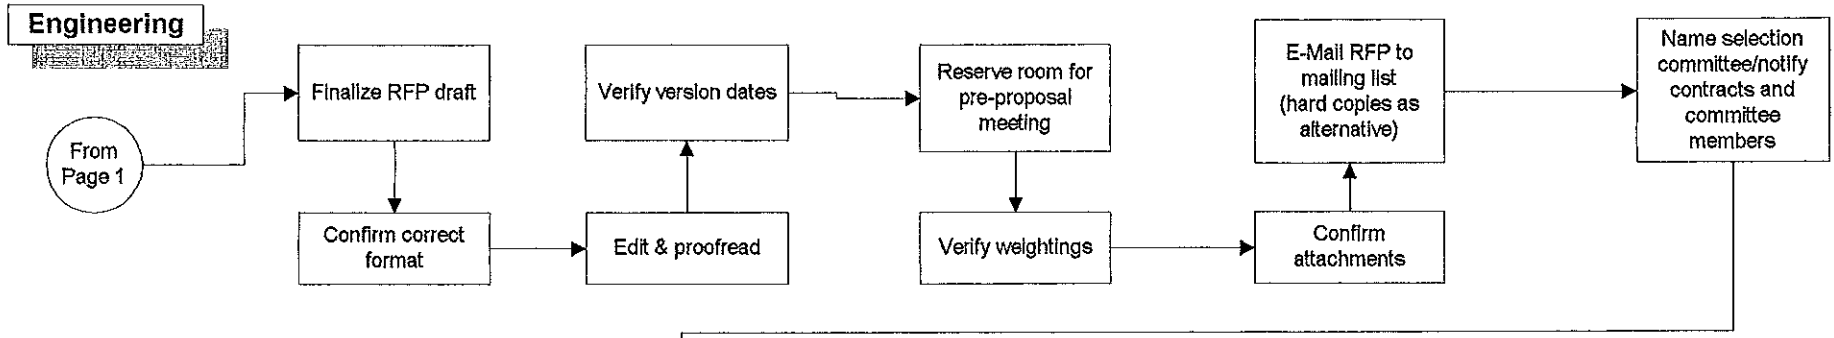 Engineering
From
Page 1
Finalize RFP draft
Confirm correct
format
Edit & proofread
Verify version dates
Reserve room for
pre-proposal
meeting
Verify weightings
Confirm
attachments
E-Mail RFP to
mailing list
(hard copies as
alternative)
Name selection
committee/notify
contracts and
committee
members